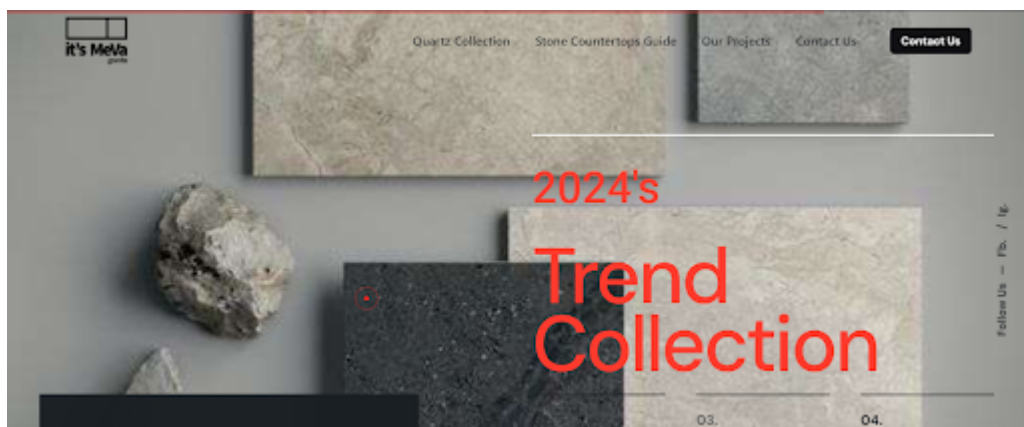 it's MeVa
Quartz Collection
Stone Countertops Guide
Our Projects
Contact Us
Contact Us
2024's
Trend
Collection
Follow Us — Fb. / Ig.
03.
04.